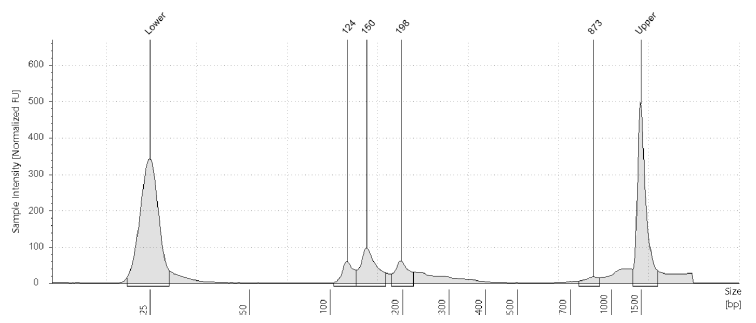 Lower 124 150 198 873 Upper
Sample Intensity [Normalized FU]
600
500
400
300
200
100
0
25 50 100 200 300 400 500 700 1000 1500
Size
[bp]